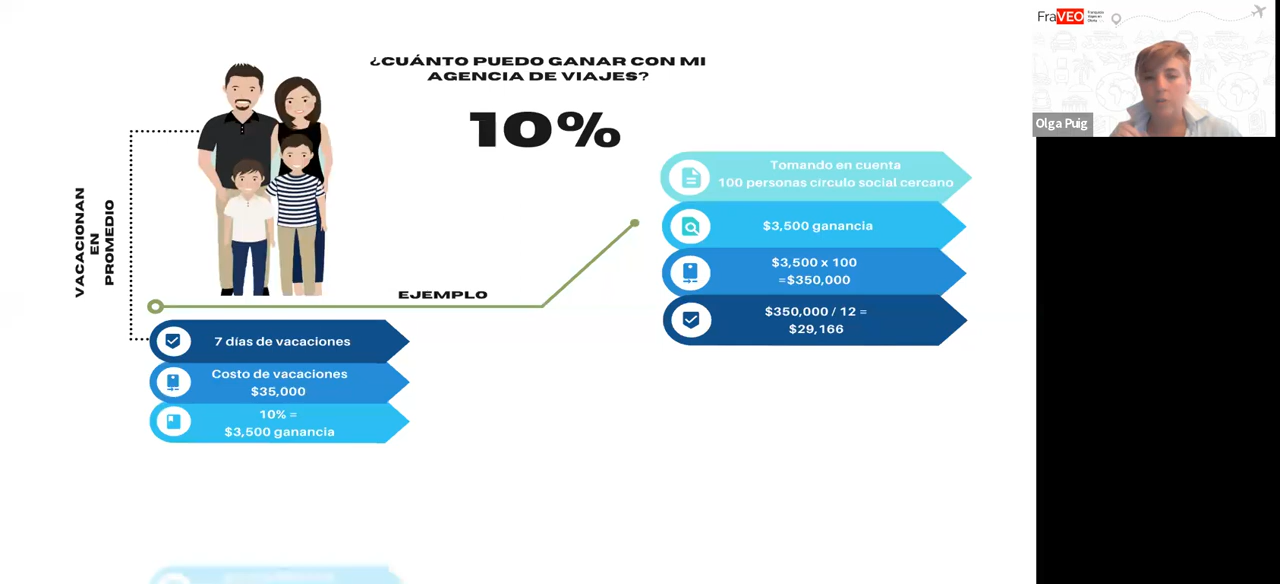 ¿CUÁNTO PUEDO GANAR CON MI
AGENCIA DE VIAJES?
10%
VACACIONAN
EN
PROMEDIO
EJEMPLO
7 días de vacaciones
Costo de vacaciones
$35,000
10% =
$3,500 ganancia
Tomando en cuenta
100 personas círculo social cercano
$3,500 ganancia
$3,500 x 100
=$350,000
$350,000 / 12 =
$29,166
FraVEO
Olga Puig